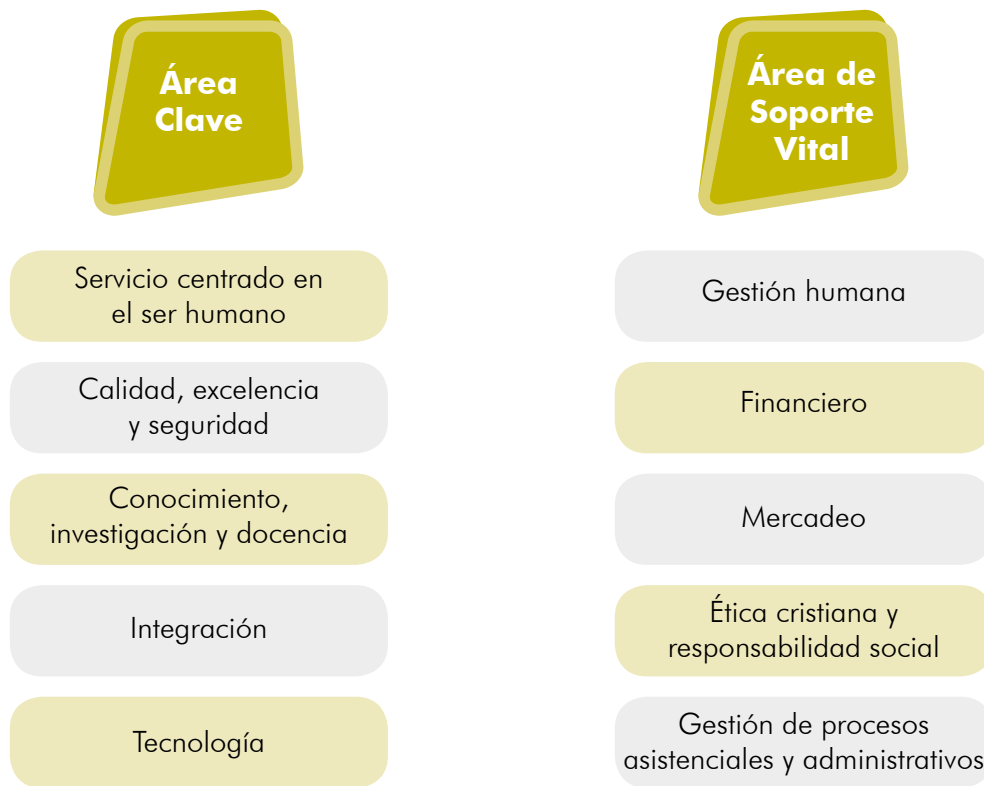 Área
Clave
Servicio centrado en
el ser humano
Calidad, excelencia
y seguridad
Conocimiento,
investigación y docencia
Integración
Tecnología
Área de
Soporte
Vital
Gestión humana
Financiero
Mercadeo
Ética cristiana y
responsabilidad social
Gestión de procesos
asistenciales y administrativos